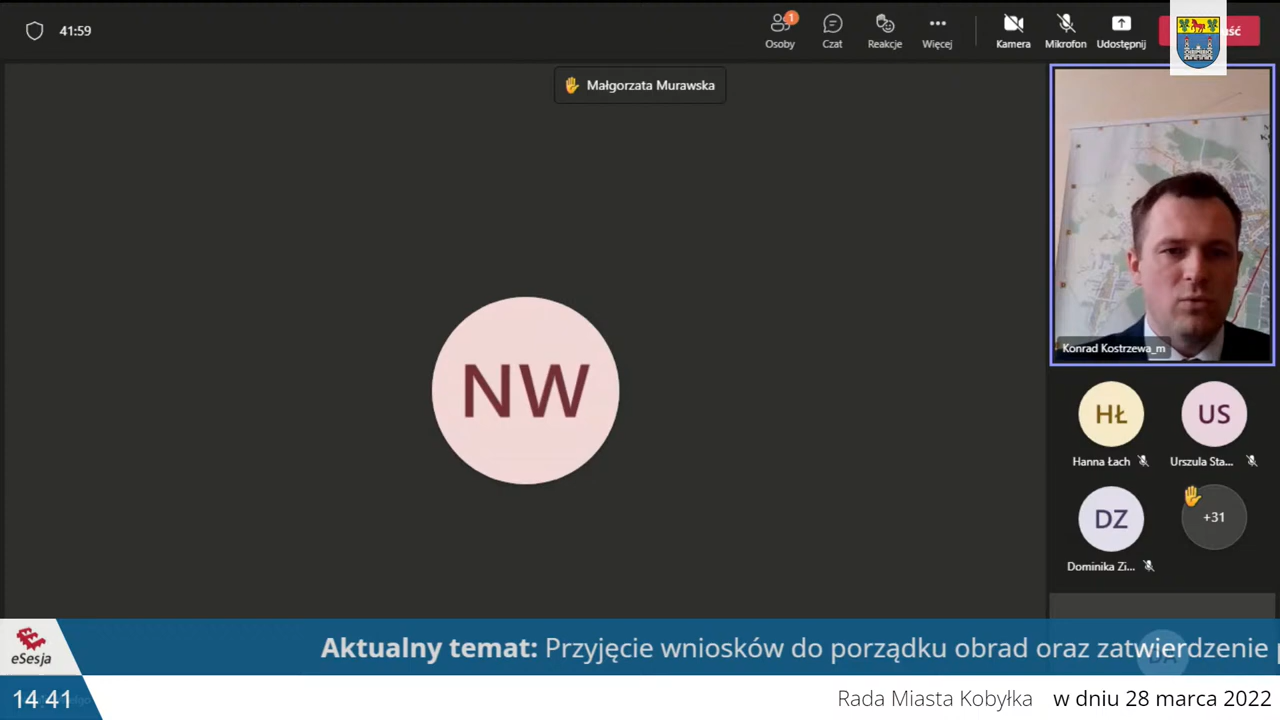 41:59
1
Osoby
Czat
Reakcje
Więcej
Kamera
Mikrofon
Udostępnij
Małgorzata Murawska
Konrad Kostrzewa_m
NW
HŁ
US
Hanna Łach
Urszula Sta...
DZ
+31
Dominika Zi...
eSesja
Aktualny temat: Przyjęcie wniosków do porządku obrad oraz zatwierdzenie
14:41
Rada Miasta Kobyłka w dniu 28 marca 2022